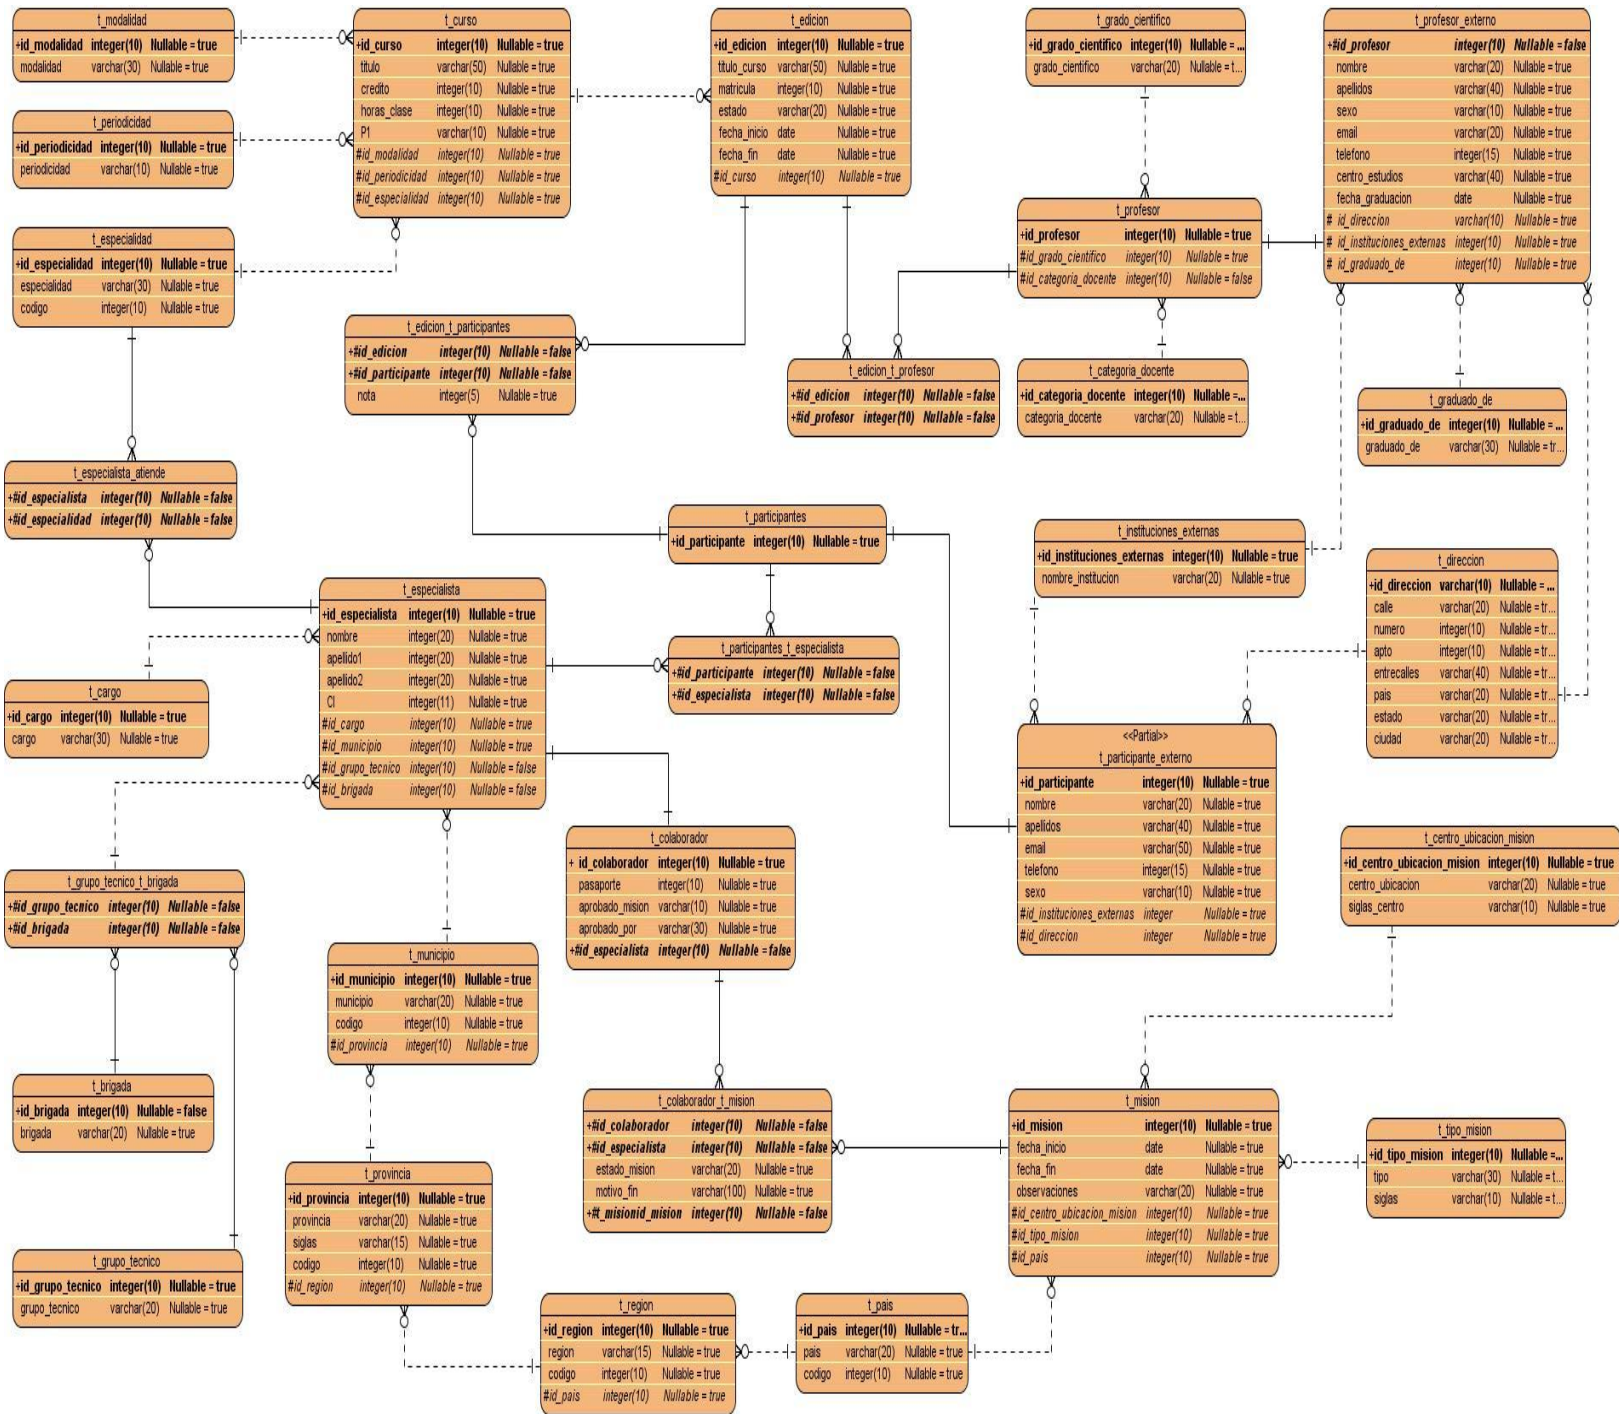 t_modalidad
+id_modalidad integer(10) Nullable = true
modalidad varchar(30) Nullable = true
t_periodicidad
+id_periodicidad integer(10) Nullable = true
periodicidad varchar(10) Nullable = true
t_especialidad
+id_especialidad integer(10) Nullable = true
especialidad varchar(30) Nullable = true
codigo integer(10) Nullable = true
t_curso
+id_curso integer(10) Nullable = true
titulo varchar(50) Nullable = true
credito integer(10) Nullable = true
horas_clase integer(10) Nullable = true
P1 varchar(10) Nullable = true
#id_modalidad integer(10) Nullable = true
#id_periodicidad integer(10) Nullable = true
#id_especialidad integer(10) Nullable = true
t_edicion
+id_edicion integer(10) Nullable = true
titulo_curso varchar(50) Nullable = true
matricula integer(10) Nullable = true
estado varchar(20) Nullable = true
fecha_inicio date Nullable = true
fecha_fin date Nullable = true
#id_curso integer(10) Nullable = true
t_grado_cientifico
+id_grado_cientifico integer(10) Nullable = ...
grado_cientifico varchar(20) Nullable = t...
t_profesor_externo
+#id_profesor integer(10) Nullable = false
nombre varchar(20) Nullable = true
apellidos varchar(40) Nullable = true
sexo varchar(10) Nullable = true
email varchar(20) Nullable = true
telefono integer(15) Nullable = true
centro_estudios varchar(40) Nullable = true
fecha_graduacion date Nullable = true
# id_direccion varchar(10) Nullable = true
# id_instituciones_externas integer(10) Nullable = true
# id_graduado_de integer(10) Nullable = true
t_profesor
+id_profesor integer(10) Nullable = true
#id_grado_cientifico integer(10) Nullable = true
#id_categoria_docente integer(10) Nullable = false
t_edicion_t_participantes
+#id_edicion integer(10) Nullable = false
+#id_participante integer(10) Nullable = false
nota integer(5) Nullable = true
t_edicion_t_profesor
+#id_edicion integer(10) Nullable = false
+#id_profesor integer(10) Nullable = false
t_categoria_docente
+id_categoria_docente integer(10) Nullable =...
categoria_docente varchar(20) Nullable = t...
t_graduado_de
+id_graduado_de integer(10) Nullable = ...
graduado_de varchar(30) Nullable = tr...
t_especialista_atiende
+#id_especialista integer(10) Nullable = false
+#id_especialidad integer(10) Nullable = false
t_participantes
+id_participante integer(10) Nullable = true
t_instituciones_externas
+id_instituciones_externas integer(10) Nullable = true
nombre_institucion varchar(20) Nullable = true
t_direccion
+id_direccion varchar(10) Nullable = ...
calle varchar(20) Nullable = tr...
numero integer(10) Nullable = tr...
apto integer(10) Nullable = tr...
entrecalles varchar(40) Nullable = tr...
pais varchar(20) Nullable = tr...
estado varchar(20) Nullable = tr...
ciudad varchar(20) Nullable = tr...
t_especialista
+id_especialista integer(10) Nullable = true
nombre integer(20) Nullable = true
apellido1 integer(20) Nullable = true
apellido2 integer(20) Nullable = true
CI integer(11) Nullable = true
#id_cargo integer(10) Nullable = true
#id_municipio integer(10) Nullable = true
#id_grupo_tecnico integer(10) Nullable = false
#id_brigada integer(10) Nullable = false
t_participantes_t_especialista
+#id_participante integer(10) Nullable = false
+#id_especialista integer(10) Nullable = false
t_cargo
+id_cargo integer(10) Nullable = true
cargo varchar(30) Nullable = true
<<Partial>>
t_participante_externo
+id_participante integer(10) Nullable = true
nombre varchar(20) Nullable = true
apellidos varchar(40) Nullable = true
email varchar(50) Nullable = true
telefono integer(15) Nullable = true
sexo varchar(10) Nullable = true
#id_instituciones_externas integer Nullable = true
#id_direccion integer Nullable = true
t_colaborador
+ id_colaborador integer(10) Nullable = true
pasaporte integer(10) Nullable = true
aprobado_mision varchar(10) Nullable = true
aprobado_por varchar(30) Nullable = true
+#id_especialista integer(10) Nullable = false
t_centro_ubicacion_mision
+id_centro_ubicacion_mision integer(10) Nullable = true
centro_ubicacion varchar(20) Nullable = true
siglas_centro varchar(10) Nullable = true
t_grupo_tecnico_t_brigada
+#id_grupo_tecnico integer(10) Nullable = false
+#id_brigada integer(10) Nullable = false
t_municipio
+id_municipio integer(10) Nullable = true
municipio varchar(20) Nullable = true
codigo integer(10) Nullable = true
#id_provincia integer(10) Nullable = true
t_brigada
+id_brigada integer(10) Nullable = false
brigada varchar(20) Nullable = true
t_colaborador_t_mision
+#id_colaborador integer(10) Nullable = false
+#id_especialista integer(10) Nullable = false
estado_mision varchar(20) Nullable = true
motivo_fin varchar(100) Nullable = true
+#t_misionid_mision integer(10) Nullable = false
t_mision
+id_mision integer(10) Nullable = true
fecha_inicio date Nullable = true
fecha_fin date Nullable = true
observaciones varchar(20) Nullable = true
#id_centro_ubicacion_mision integer(10) Nullable = true
#id_tipo_mision integer(10) Nullable = true
#id_pais integer(10) Nullable = true
t_tipo_mision
+id_tipo_mision integer(10) Nullable =...
tipo varchar(30) Nullable = t...
siglas varchar(10) Nullable = t...
t_provincia
+id_provincia integer(10) Nullable = true
provincia varchar(20) Nullable = true
siglas varchar(15) Nullable = true
codigo integer(10) Nullable = true
#id_region integer(10) Nullable = true
t_grupo_tecnico
+id_grupo_tecnico integer(10) Nullable = true
grupo_tecnico varchar(20) Nullable = true
t_region
+id_region integer(10) Nullable = true
region varchar(15) Nullable = true
codigo integer(10) Nullable = true
#id_pais integer(10) Nullable = true
t_pais
+id_pais integer(10) Nullable = tr...
pais varchar(20) Nullable = true
codigo integer(10) Nullable = true